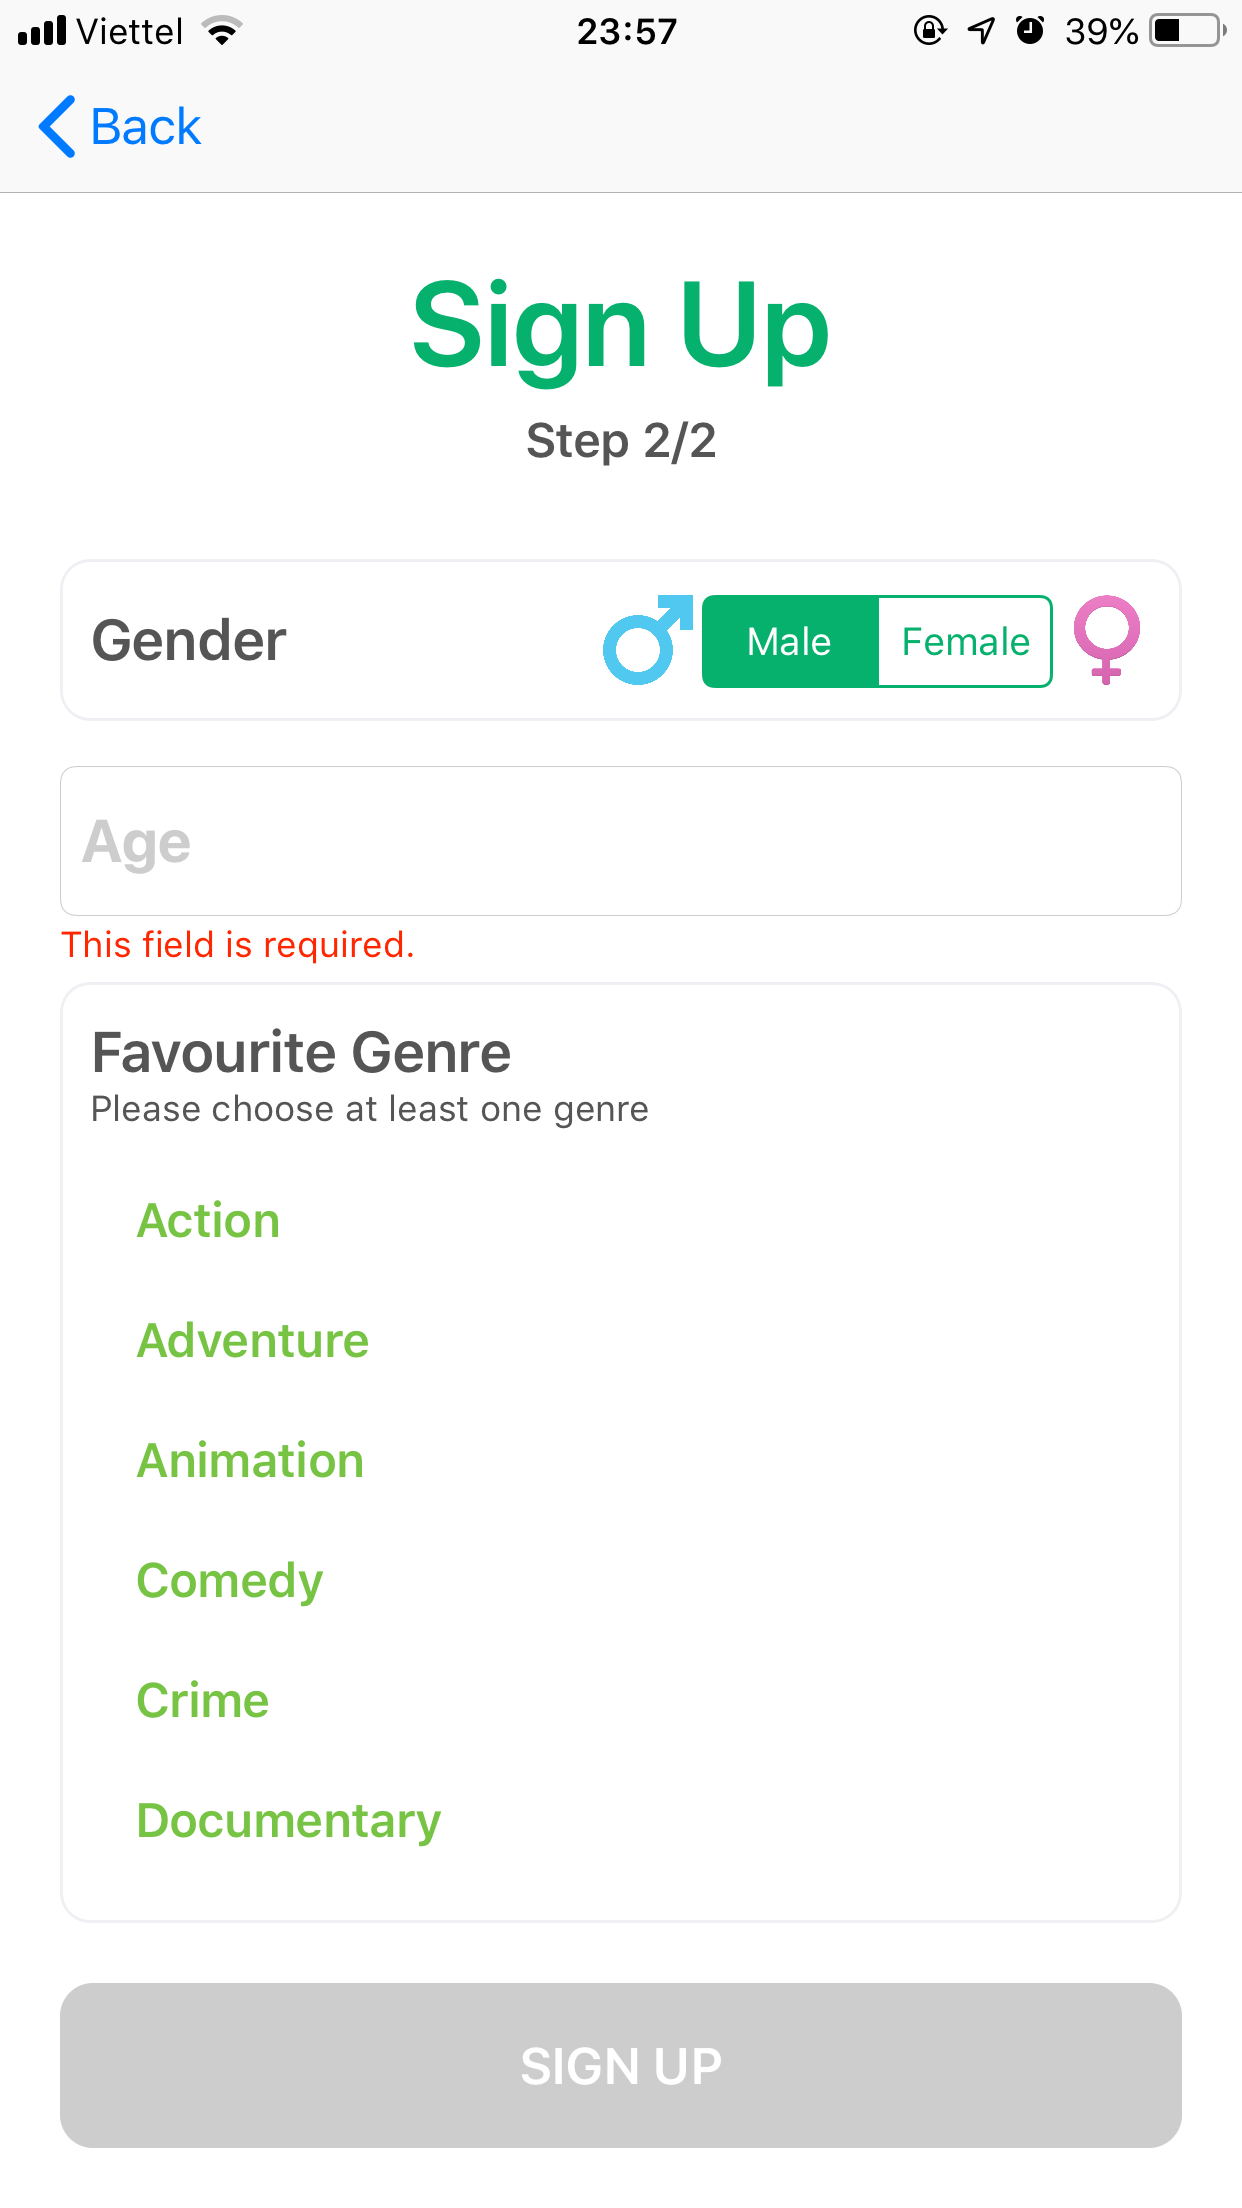 Viettel 23:57 39%
Back
Sign Up
Step 2/2
Gender Male Female
Age
This field is required.
Favourite Genre
Please choose at least one genre
Action
Adventure
Animation
Comedy
Crime
Documentary
SIGN UP